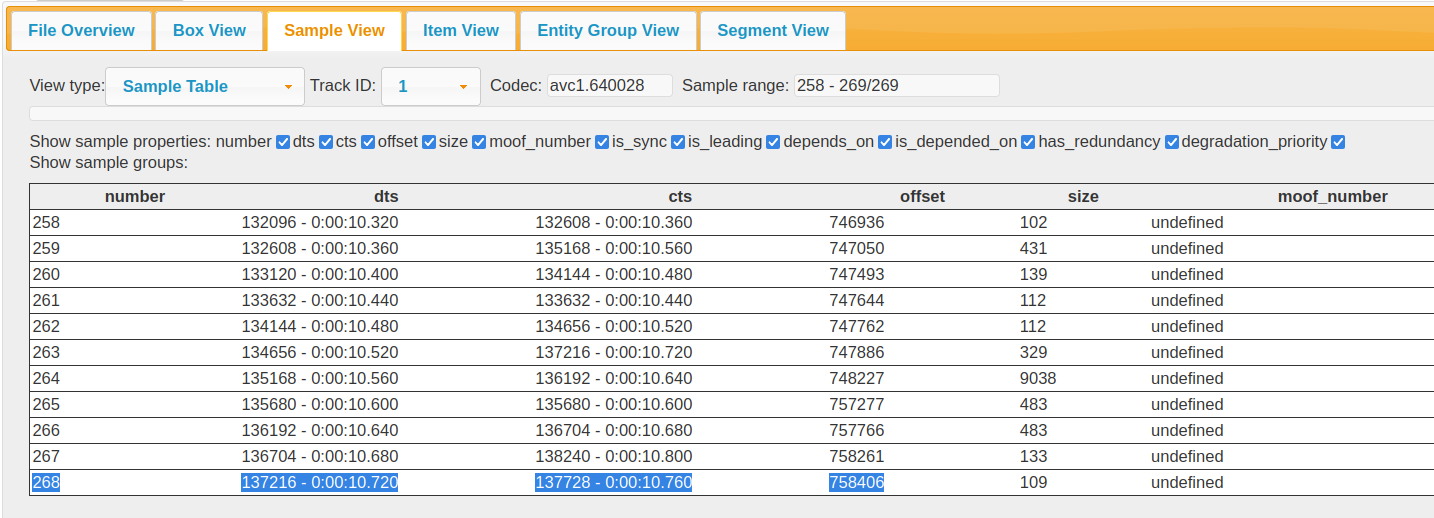 File Overview Box View Sample View Item View Entity Group View Segment View
View type: Sample Table Track ID: 1 Codec: avc1.640028 Sample range: 258 - 269/269
Show sample properties: number dts cts offset size moof_number is_sync is_leading depends_on is_depended_on has_redundancy degradation_priority
Show sample groups:
number dts cts offset size moof_number
258 132096 - 0:00:10.320 132608 - 0:00:10.360 746936 102 undefined
259 132608 - 0:00:10.360 135168 - 0:00:10.560 747050 431 undefined
260 133120 - 0:00:10.400 134144 - 0:00:10.480 747493 139 undefined
261 133632 - 0:00:10.440 133632 - 0:00:10.440 747644 112 undefined
262 134144 - 0:00:10.480 134656 - 0:00:10.520 747762 112 undefined
263 134656 - 0:00:10.520 137216 - 0:00:10.720 747886 329 undefined
264 135168 - 0:00:10.560 136192 - 0:00:10.640 748227 9038 undefined
265 135680 - 0:00:10.600 135680 - 0:00:10.600 757277 483 undefined
266 136192 - 0:00:10.640 136704 - 0:00:10.680 757766 483 undefined
267 136704 - 0:00:10.680 138240 - 0:00:10.800 758261 133 undefined
268 137216 - 0:00:10.720 137728 - 0:00:10.760 758406 109 undefined